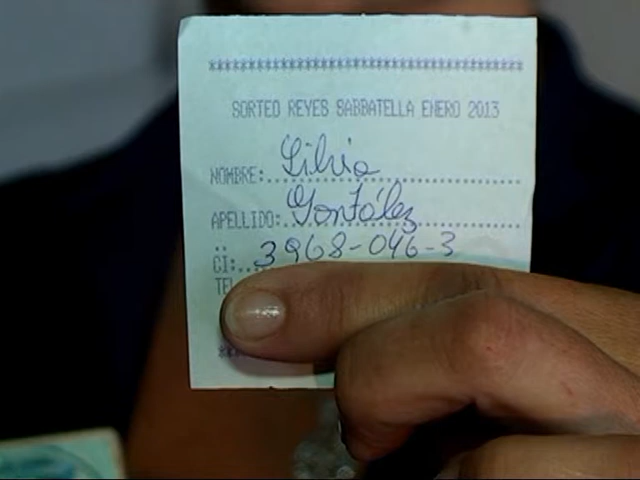 ************************************************
SORTEO REYES SABBATELLA ENERO 2013
NOMBRE: Silvia
APELLIDO: González
CI: 3968-046-3